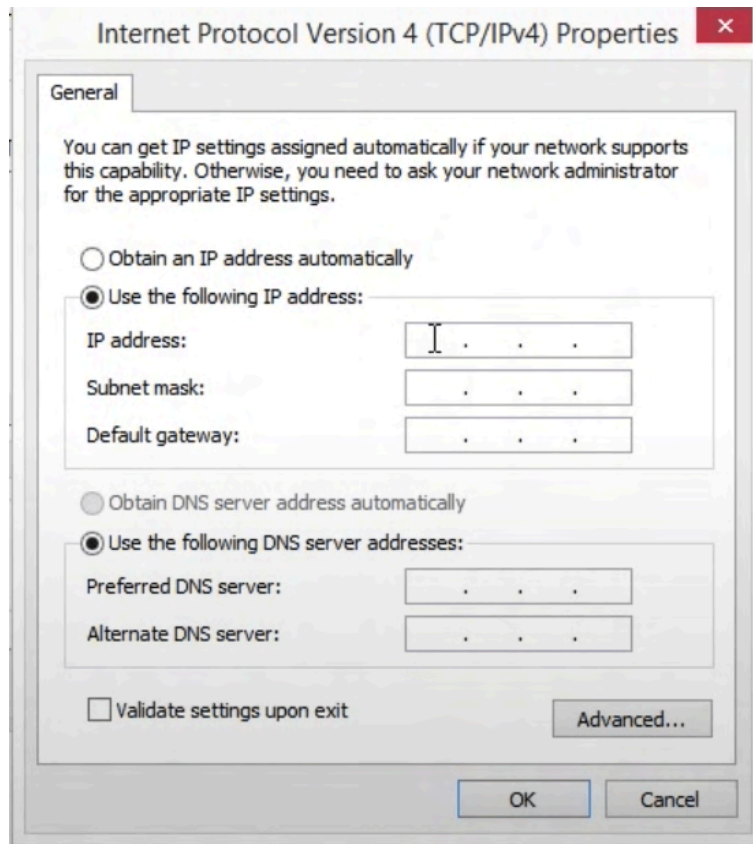 Internet Protocol Version 4 (TCP/IPv4) Properties
General
You can get IP settings assigned automatically if your network supports
this capability. Otherwise, you need to ask your network administrator
for the appropriate IP settings.
Obtain an IP address automatically
Use the following IP address:
IP address: . . .
Subnet mask: . . .
Default gateway: . . .
Obtain DNS server address automatically
Use the following DNS server addresses:
Preferred DNS server: . . .
Alternate DNS server: . . .
Validate settings upon exit
Advanced...
OK Cancel